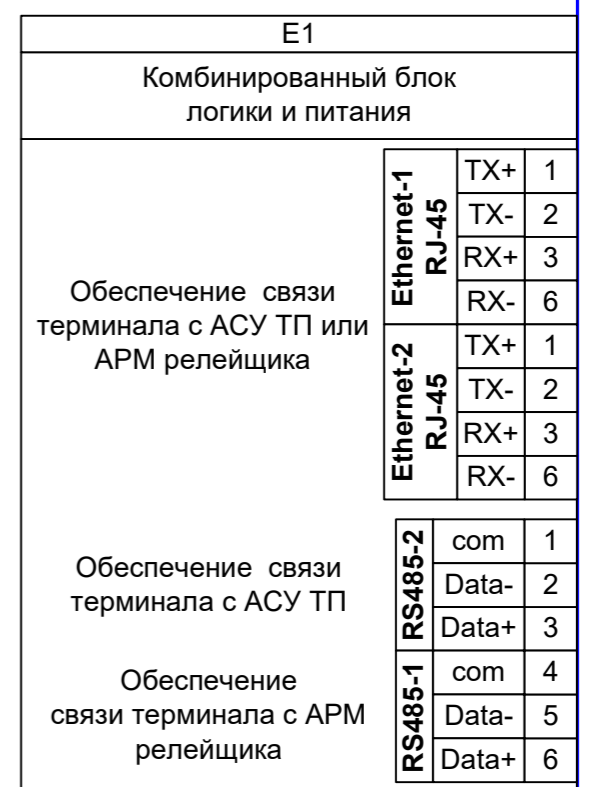 E1
Комбинированный блок
логики и питания
Обеспечение связи
терминала с АСУ ТП или
АРМ релейщика
Ethernet-1
RJ-45
TX+ 1
TX- 2
RX+ 3
RX- 6
Ethernet-2
RJ-45
TX+ 1
TX- 2
RX+ 3
RX- 6
Обеспечение связи
терминала с АСУ ТП
RS485-2
com 1
Data- 2
Data+ 3
Обеспечение
связи терминала с АРМ
релейщика
RS485-1
com 4
Data- 5
Data+ 6